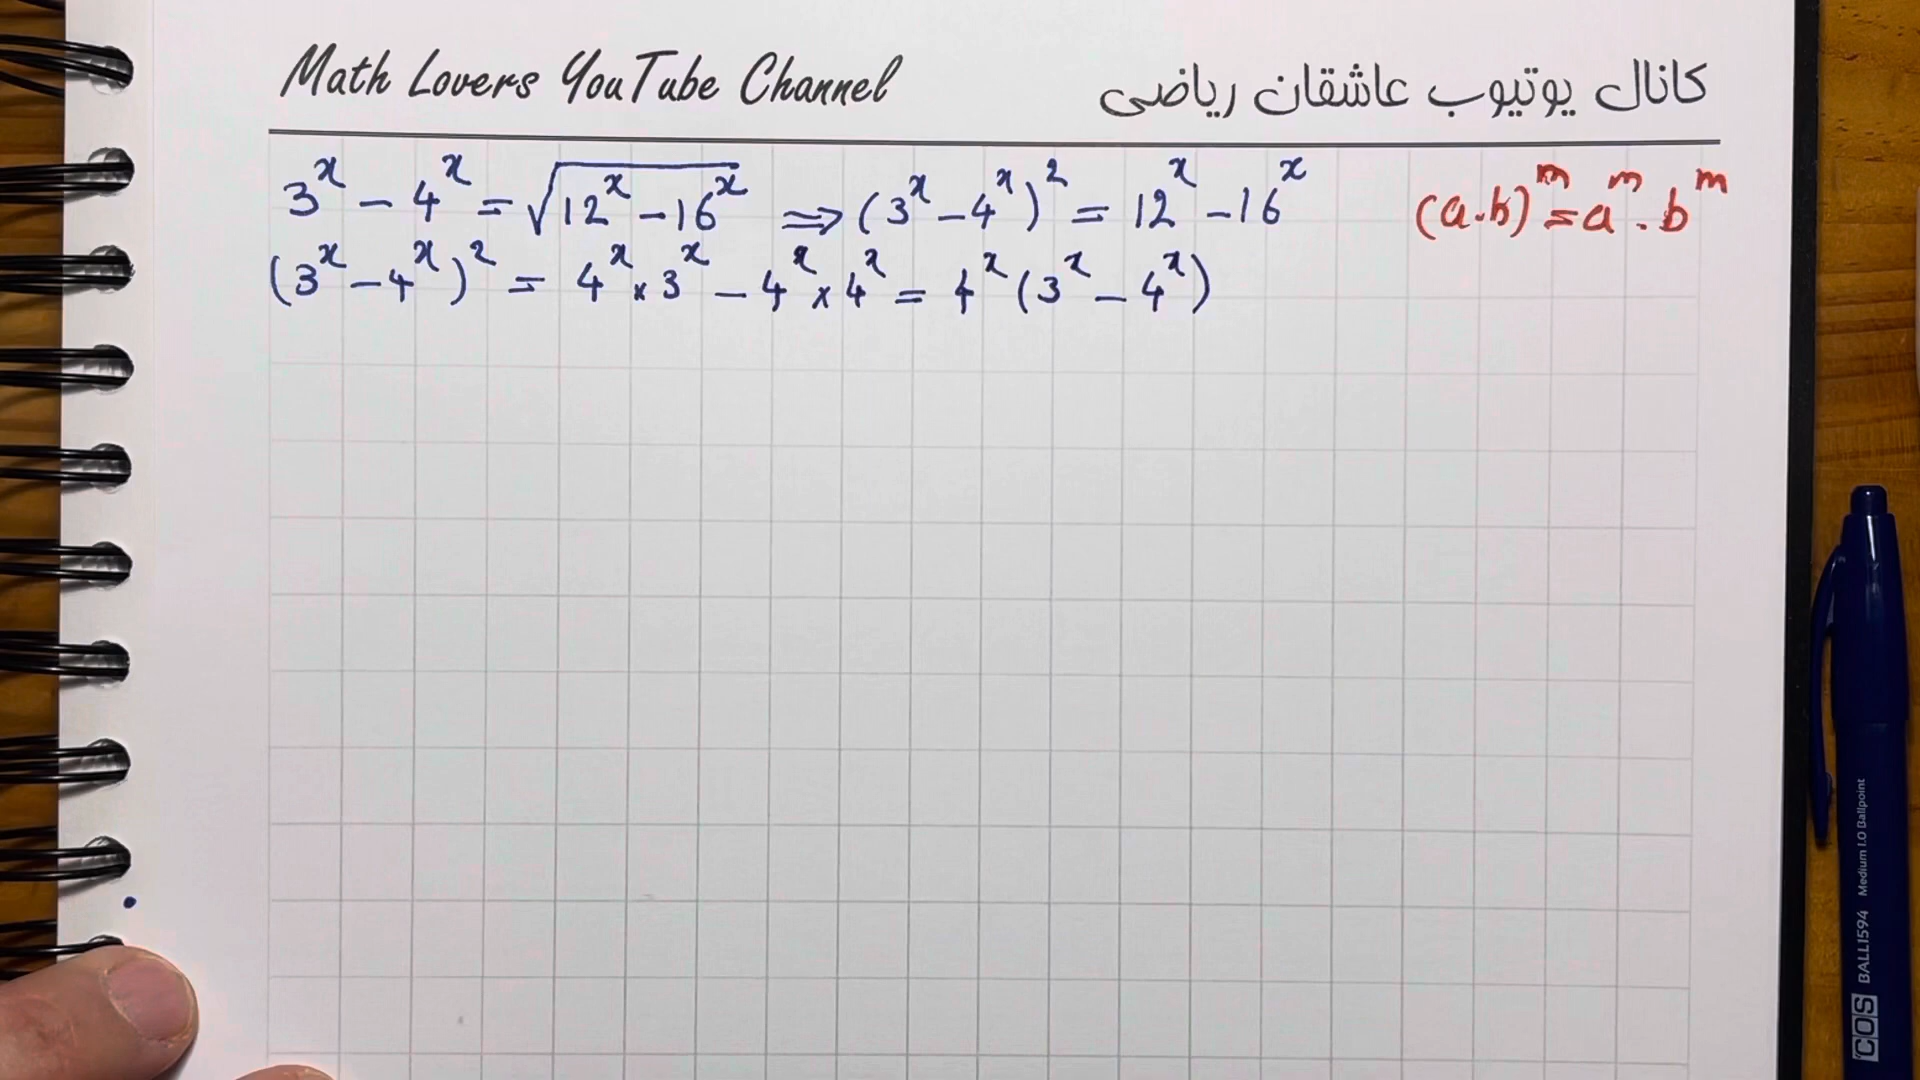 Math Lovers YouTube Channel
کانال یوتیوب عاشقان ریاضی
3^x − 4^x = √(12^x − 16^x) ⟹ (3^x − 4^x)^2 = 12^x − 16^x
(a·b)^m = a^m · b^m
(3^x − 4^x)^2 = 4^x × 3^x − 4^x × 4^x = 4^x (3^x − 4^x)
COS BALL1594 Medium 1.0 Ballpoint